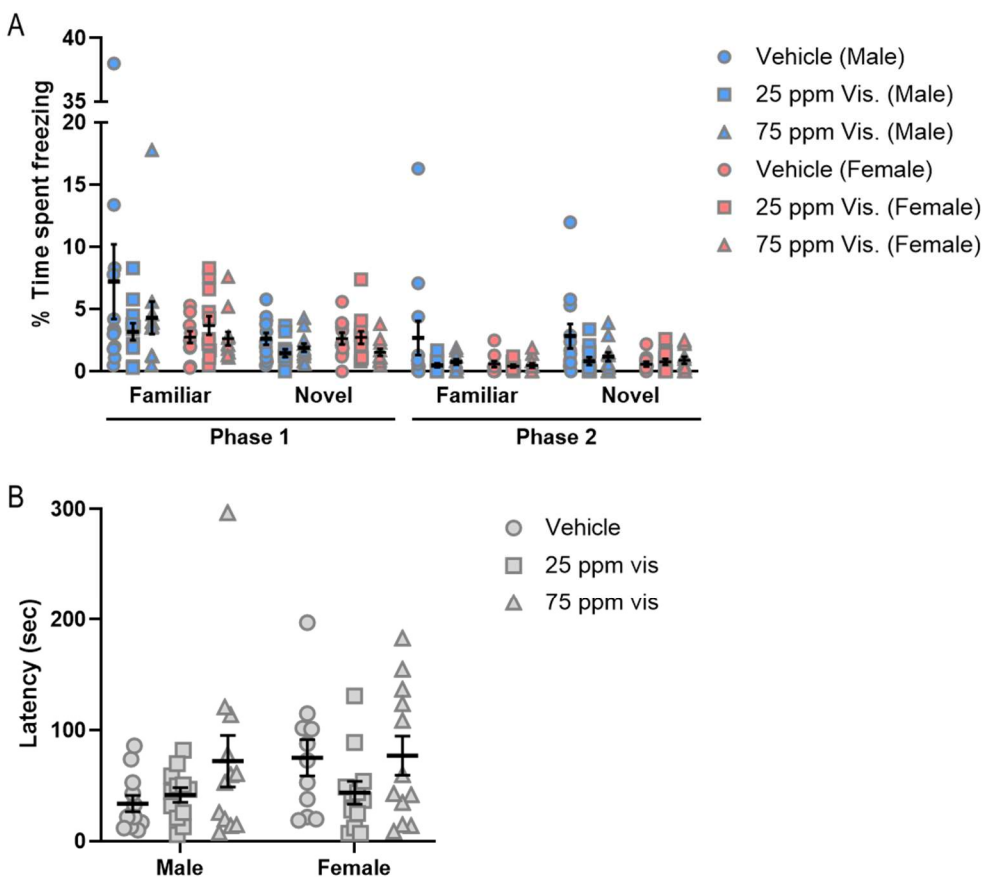 A
40
35
20
15
10
5
0
% Time spent freezing
Familiar
Novel
Familiar
Novel
Phase 1
Phase 2
Vehicle (Male)
25 ppm Vis. (Male)
75 ppm Vis. (Male)
Vehicle (Female)
25 ppm Vis. (Female)
75 ppm Vis. (Female)
B
300
200
100
0
Latency (sec)
Male
Female
Vehicle
25 ppm vis
75 ppm vis